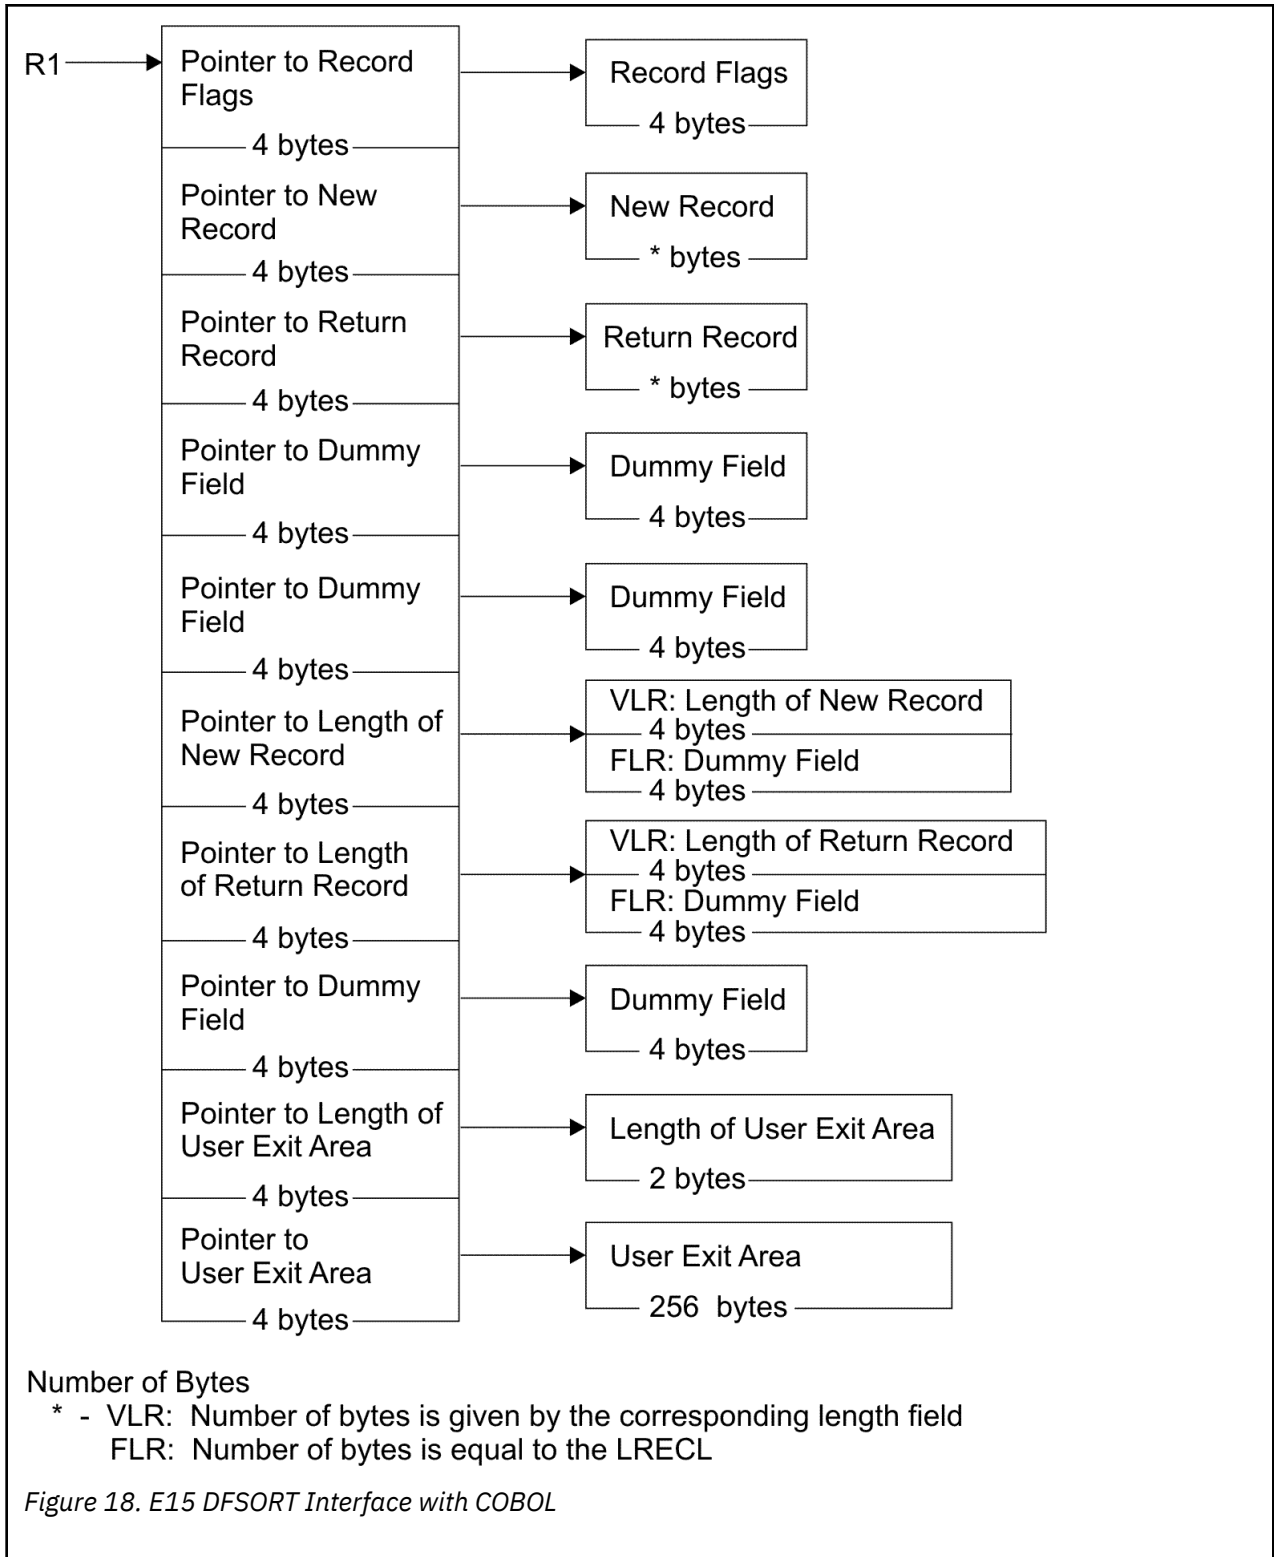 R1
Pointer to Record
Flags
4 bytes
Record Flags
4 bytes
Pointer to New
Record
4 bytes
New Record
* bytes
Pointer to Return
Record
4 bytes
Return Record
* bytes
Pointer to Dummy
Field
4 bytes
Dummy Field
4 bytes
Pointer to Dummy
Field
4 bytes
Dummy Field
4 bytes
Pointer to Length of
New Record
4 bytes
VLR: Length of New Record
4 bytes
FLR: Dummy Field
4 bytes
Pointer to Length
of Return Record
4 bytes
VLR: Length of Return Record
4 bytes
FLR: Dummy Field
4 bytes
Pointer to Dummy
Field
4 bytes
Dummy Field
4 bytes
Pointer to Length of
User Exit Area
4 bytes
Length of User Exit Area
2 bytes
Pointer to
User Exit Area
4 bytes
User Exit Area
256 bytes
Number of Bytes
* - VLR: Number of bytes is given by the corresponding length field
FLR: Number of bytes is equal to the LRECL
Figure 18. E15 DFSORT Interface with COBOL